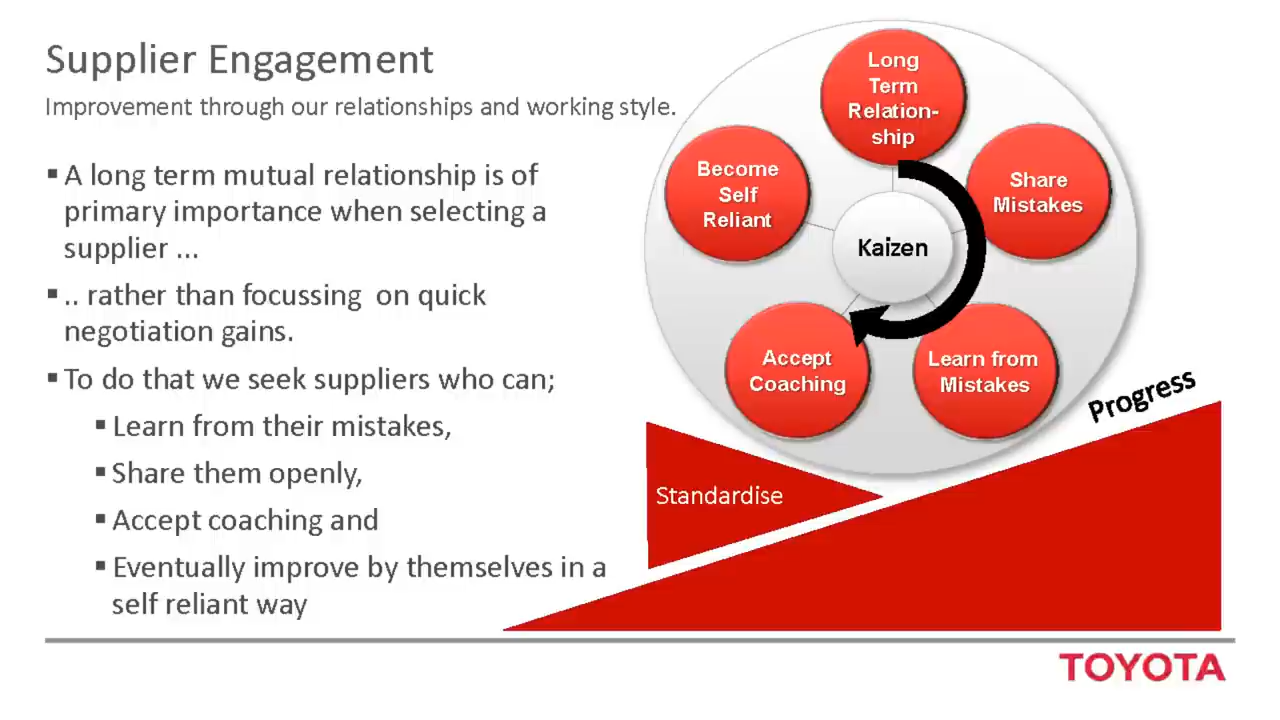 Supplier Engagement
Improvement through our relationships and working style.
▪ A long term mutual relationship is of
primary importance when selecting a
supplier ...
▪ .. rather than focussing on quick
negotiation gains.
▪ To do that we seek suppliers who can;
▪ Learn from their mistakes,
▪ Share them openly,
▪ Accept coaching and
▪ Eventually improve by themselves in a
self reliant way
Long
Term
Relation-
ship
Share
Mistakes
Learn from
Mistakes
Accept
Coaching
Become
Self
Reliant
Kaizen
Progress
Standardise
TOYOTA